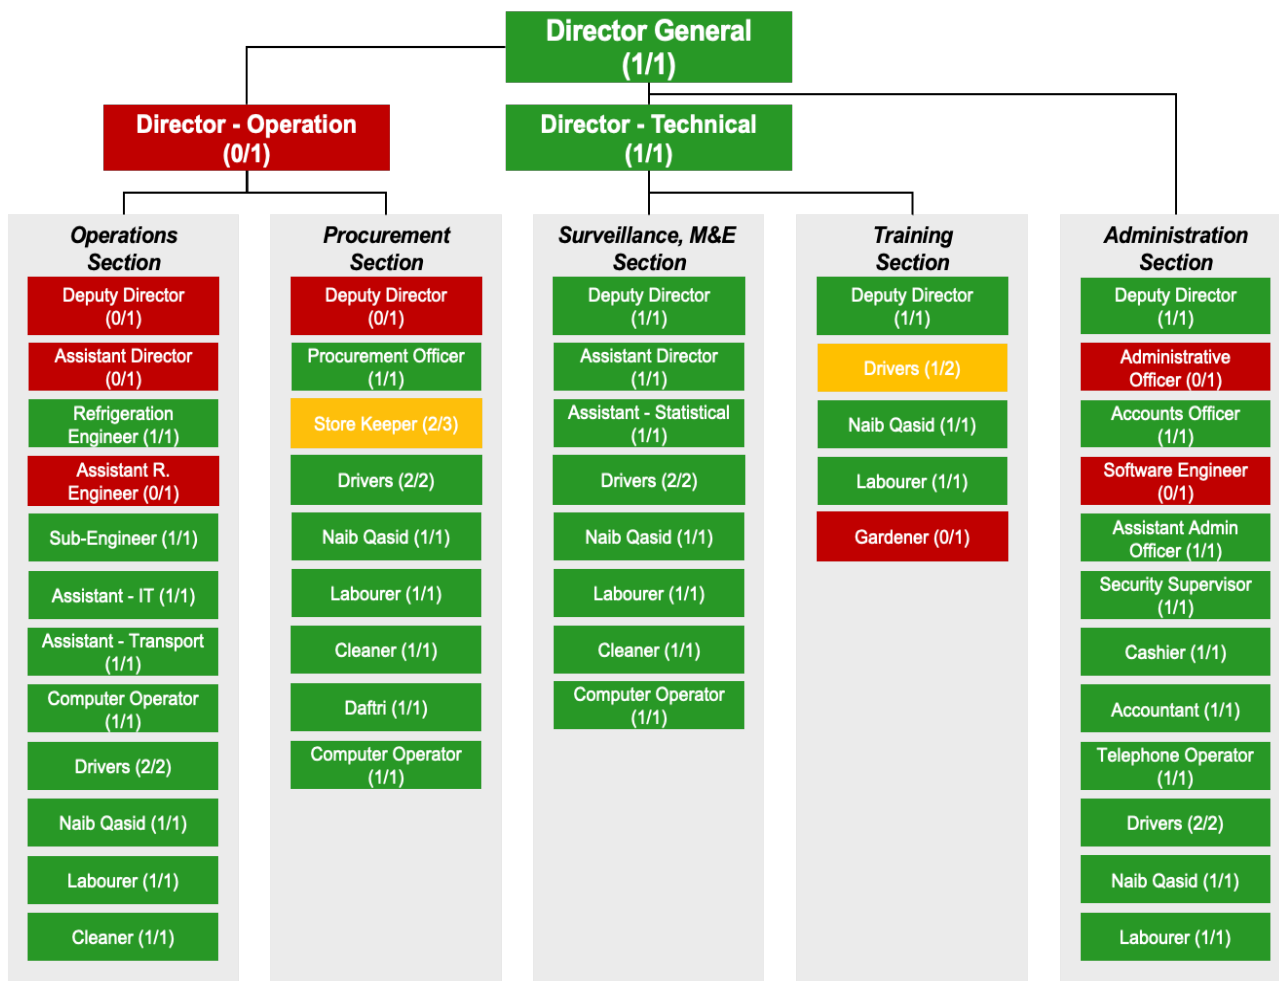 Director General
(1/1)
Director - Operation
(0/1)
Director - Technical
(1/1)
Operations
Section
Deputy Director
(0/1)
Assistant Director
(0/1)
Refrigeration
Engineer (1/1)
Assistant R.
Engineer (0/1)
Sub-Engineer (1/1)
Assistant - IT (1/1)
Assistant - Transport
(1/1)
Computer Operator
(1/1)
Drivers (2/2)
Naib Qasid (1/1)
Labourer (1/1)
Cleaner (1/1)
Procurement
Section
Deputy Director
(0/1)
Procurement Officer
(1/1)
Store Keeper (2/3)
Drivers (2/2)
Naib Qasid (1/1)
Labourer (1/1)
Cleaner (1/1)
Daftri (1/1)
Computer Operator
(1/1)
Surveillance, M&E
Section
Deputy Director
(1/1)
Assistant Director
(1/1)
Assistant - Statistical
(1/1)
Drivers (2/2)
Naib Qasid (1/1)
Labourer (1/1)
Cleaner (1/1)
Computer Operator
(1/1)
Training
Section
Deputy Director
(1/1)
Drivers (1/2)
Naib Qasid (1/1)
Labourer (1/1)
Gardener (0/1)
Administration
Section
Deputy Director
(1/1)
Administrative
Officer (0/1)
Accounts Officer
(1/1)
Software Engineer
(0/1)
Assistant Admin
Officer (1/1)
Security Supervisor
(1/1)
Cashier (1/1)
Accountant (1/1)
Telephone Operator
(1/1)
Drivers (2/2)
Naib Qasid (1/1)
Labourer (1/1)